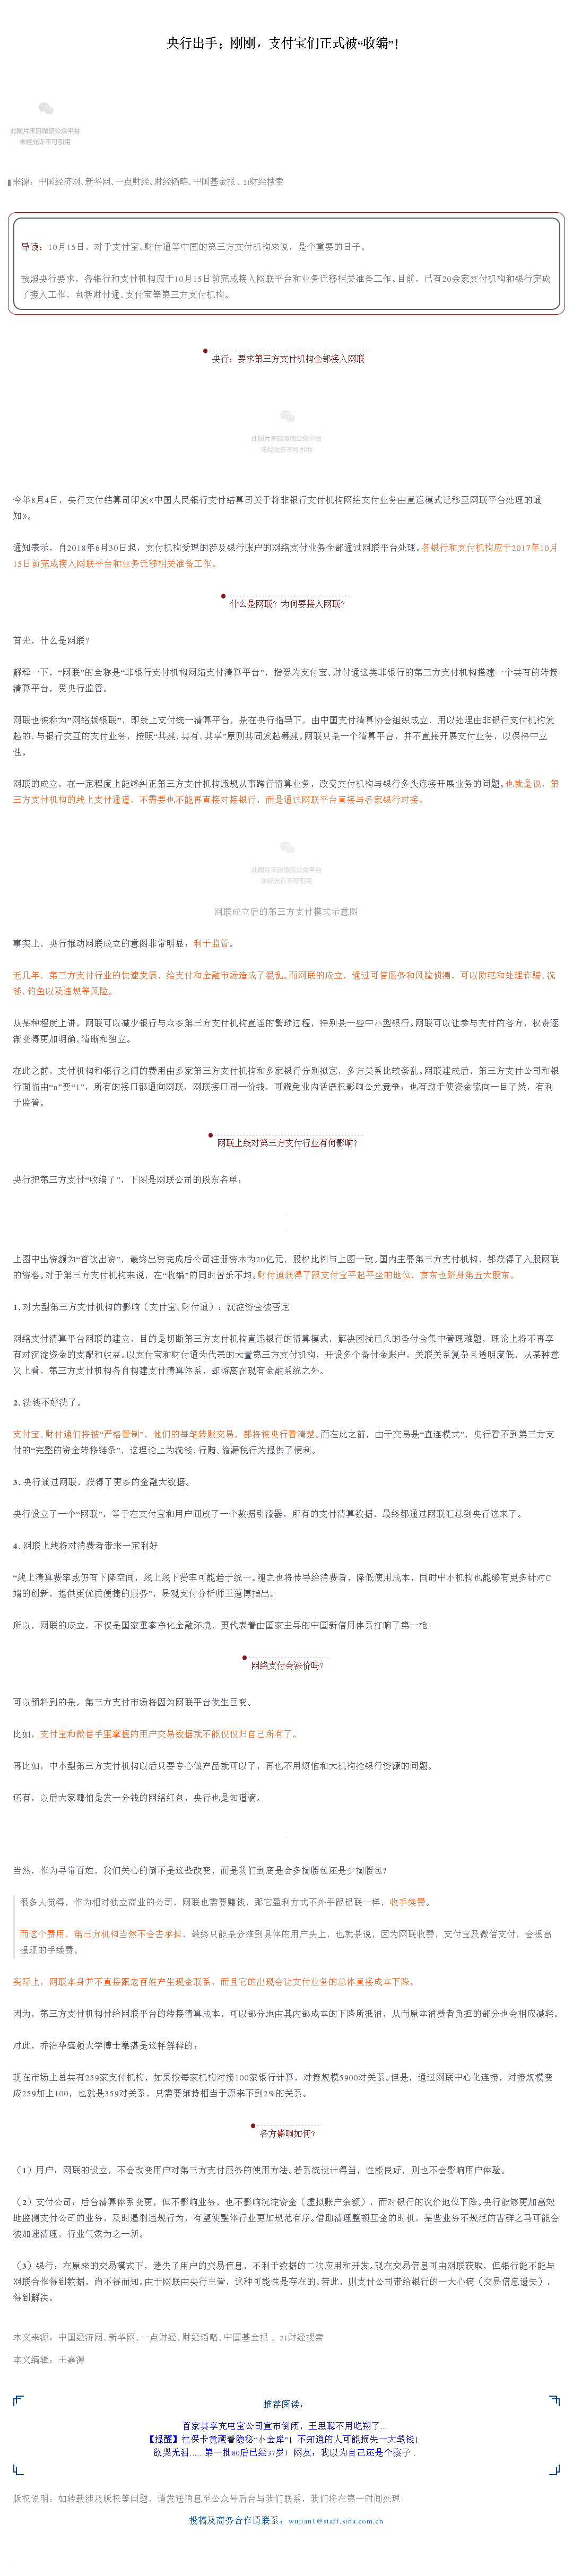 央行出手：刚刚，支付宝们正式被“收编”！
此图片来自微信公众平台
未经允许不可引用
来源：中国经济网、新华网、一点财经、财经韬略、中国基金报 、21财经搜索
导读：10月15日，对于支付宝、财付通等中国的第三方支付机构来说，是个重要的日子。
按照央行要求，各银行和支付机构应于10月15日前完成接入网联平台和业务迁移相关准备工作。目前，已有20余家支付机构和银行完成
了接入工作，包括财付通、支付宝等第三方支付机构。
央行：要求第三方支付机构全部接入网联
此图片来自微信公众平台
未经允许不可引用
今年8月4日，央行支付结算司印发《中国人民银行支付结算司关于将非银行支付机构网络支付业务由直连模式迁移至网联平台处理的通
知》。
通知表示，自2018年6月30日起，支付机构受理的涉及银行账户的网络支付业务全部通过网联平台处理。各银行和支付机构应于2017年10月
15日前完成接入网联平台和业务迁移相关准备工作。
什么是网联？为何要接入网联？
首先，什么是网联？
解释一下，“网联”的全称是“非银行支付机构网络支付清算平台”，指要为支付宝、财付通这类非银行的第三方支付机构搭建一个共有的转接
清算平台，受央行监管。
网联也被称为“网络版银联”，即线上支付统一清算平台，是在央行指导下，由中国支付清算协会组织成立，用以处理由非银行支付机构发
起的、与银行交互的支付业务，按照“共建、共有、共享”原则共同发起筹建。网联只是一个清算平台，并不直接开展支付业务，以保持中立
性。
网联的成立，在一定程度上能够纠正第三方支付机构违规从事跨行清算业务，改变支付机构与银行多头连接开展业务的问题。也就是说，第
三方支付机构的线上支付通道，不需要也不能再直接对接银行，而是通过网联平台直接与各家银行对接。
此图片来自微信公众平台
未经允许不可引用
网联成立后的第三方支付模式示意图
事实上，央行推动网联成立的意图非常明显，利于监管。
近几年，第三方支付行业的快速发展，给支付和金融市场造成了混乱。而网联的成立，通过可信服务和风险侦测，可以防范和处理诈骗、洗
钱、钓鱼以及违规等风险。
从某种程度上讲，网联可以减少银行与众多第三方支付机构直连的繁琐过程，特别是一些中小型银行。网联可以让参与支付的各方，权责逐
渐变得更加明确、清晰和独立。
在此之前，支付机构和银行之间的费用由多家第三方支付机构和多家银行分别拟定，多方关系比较紊乱。网联建成后，第三方支付公司和银
行面临由“n”变“1”，所有的接口都通向网联，网联接口同一价钱，可避免业内话语权影响公允竞争；也有助于使资金流向一目了然，有利
于监管。
网联上线对第三方支付行业有何影响？
央行把第三方支付“收编了”，下图是网联公司的股东名单：
上图中出资额为“首次出资”，最终出资完成后公司注册资本为20亿元，股权比例与上图一致。国内主要第三方支付机构，都获得了入股网联
的资格。对于第三方支付机构来说，在“收编”的同时苦乐不均。财付通获得了跟支付宝平起平坐的地位，京东也跻身第五大股东。
1、对大型第三方支付机构的影响（支付宝、财付通）：沉淀资金被否定
网络支付清算平台网联的建立，目的是切断第三方支付机构直连银行的清算模式，解决困扰已久的备付金集中管理难题，理论上将不再享
有对沉淀资金的支配和收益。以支付宝和财付通为代表的大量第三方支付机构，开设多个备付金账户，关联关系复杂且透明度低，从某种意
义上看，第三方支付机构各自构建支付清算体系，却游离在现有金融系统之外。
2、洗钱不好洗了。
支付宝、财付通们将被“严格管制”，他们的每笔转账交易，都将被央行看清楚。而在此之前，由于交易是“直连模式”，央行看不到第三方支
付的“完整的资金转移链条”，这理论上为洗钱、行贿、偷漏税行为提供了便利。
3、央行通过网联，获得了更多的金融大数据。
央行设立了一个“网联”，等于在支付宝和用户间放了一个数据引流器，所有的支付清算数据，最终都通过网联汇总到央行这来了。
4、网联上线将对消费者带来一定利好
“线上清算费率或仍有下降空间，线上线下费率可能趋于统一。随之也将传导给消费者，降低使用成本，同时中小机构也能够有更多针对C
端的创新，提供更优质便捷的服务”，易观支付分析师王蓬博指出。
所以，网联的成立，不仅是国家重拳净化金融环境，更代表着由国家主导的中国新信用体系打响了第一枪！
网络支付会涨价吗？
可以预料到的是，第三方支付市场将因为网联平台发生巨变。
比如，支付宝和微信手里掌握的用户交易数据就不能仅仅归自己所有了。
再比如，中小型第三方支付机构以后只要专心做产品就可以了，再也不用烦恼和大机构抢银行资源的问题。
还有，以后大家哪怕是发一分钱的网络红包，央行也是知道滴。
当然，作为寻常百姓，我们关心的倒不是这些改变，而是我们到底是会多掏腰包还是少掏腰包?
很多人觉得，作为相对独立商业的公司，网联也需要赚钱，那它盈利方式不外乎跟银联一样，收手续费。
而这个费用，第三方机构当然不会去承担，最终只能是分摊到具体的用户头上，也就是说，因为网联收费，支付宝及微信支付，会提高
提现的手续费。
实际上，网联本身并不直接跟老百姓产生现金联系，而且它的出现会让支付业务的总体直接成本下降。
因为，第三方支付机构付给网联平台的转接清算成本，可以部分地由其内部成本的下降所抵消，从而原本消费者负担的部分也会相应减轻。
对此，乔治华盛顿大学博士巢湛是这样解释的：
现在市场上总共有259家支付机构，如果按每家机构对接100家银行计算，对接规模5900对关系。但是，通过网联中心化连接，对接规模变
成259加上100，也就是359对关系，只需要维持相当于原来不到2%的关系。
各方影响如何？
（1）用户：网联的设立，不会改变用户对第三方支付服务的使用方法。若系统设计得当，性能良好，则也不会影响用户体验。
（2）支付公司：后台清算体系变更，但不影响业务，也不影响沉淀资金（虚拟账户余额），而对银行的议价地位下降。央行能够更加高效
地监测支付公司的业务，及时遏制违规行为，有望使整体行业更加规范有序。借助清理整顿互金的时机，某些业务不规范的害群之马可能会
被加速清理，行业气象为之一新。
（3）银行：在原来的交易模式下，遗失了用户的交易信息，不利于数据的二次应用和开发。现在交易信息可由网联获取，但银行能不能与
网联合作得到数据，尚不得而知。由于网联由央行主管，这种可能性是存在的。若此，则支付公司带给银行的一大心病（交易信息遗失），
得到解决。
本文来源：中国经济网、新华网、一点财经、财经韬略、中国基金报 、21财经搜索
本文编辑：王嘉源
推荐阅读：
首家共享充电宝公司宣布倒闭，王思聪不用吃翔了...
【提醒】社保卡竟藏着隐秘“小金库”！不知道的人可能损失一大笔钱！
欲哭无泪......第一批80后已经37岁！网友：我以为自己还是个孩子 .
版权说明：如转载涉及版权等问题，请发送消息至公众号后台与我们联系，我们将在第一时间处理！
投稿及商务合作请联系：wujian1@staff.sina.com.cn